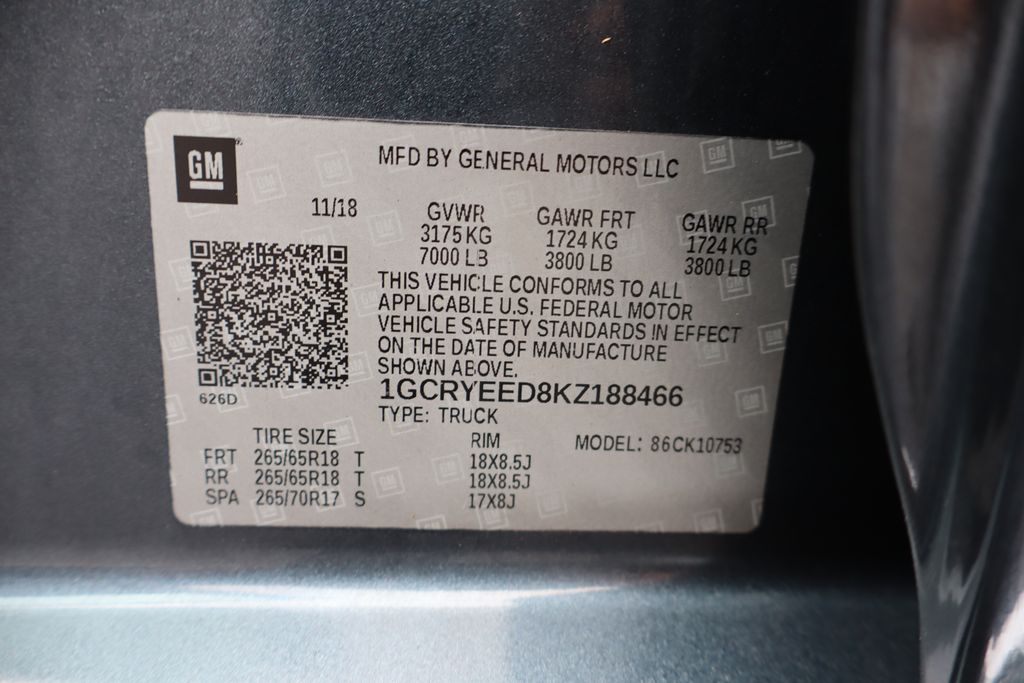 GM
MFD BY GENERAL MOTORS LLC
11/18
GVWR GAWR FRT GAWR RR
3175 KG 1724 KG 1724 KG
7000 LB 3800 LB 3800 LB
THIS VEHICLE CONFORMS TO ALL
APPLICABLE U.S. FEDERAL MOTOR
VEHICLE SAFETY STANDARDS IN EFFECT
ON THE DATE OF MANUFACTURE
SHOWN ABOVE.
1GCRYEED8KZ188466
626D
TYPE: TRUCK
TIRE SIZE RIM MODEL: 86CK10753
FRT 265/65R18 T 18X8.5J
RR 265/65R18 T 18X8.5J
SPA 265/70R17 S 17X8J